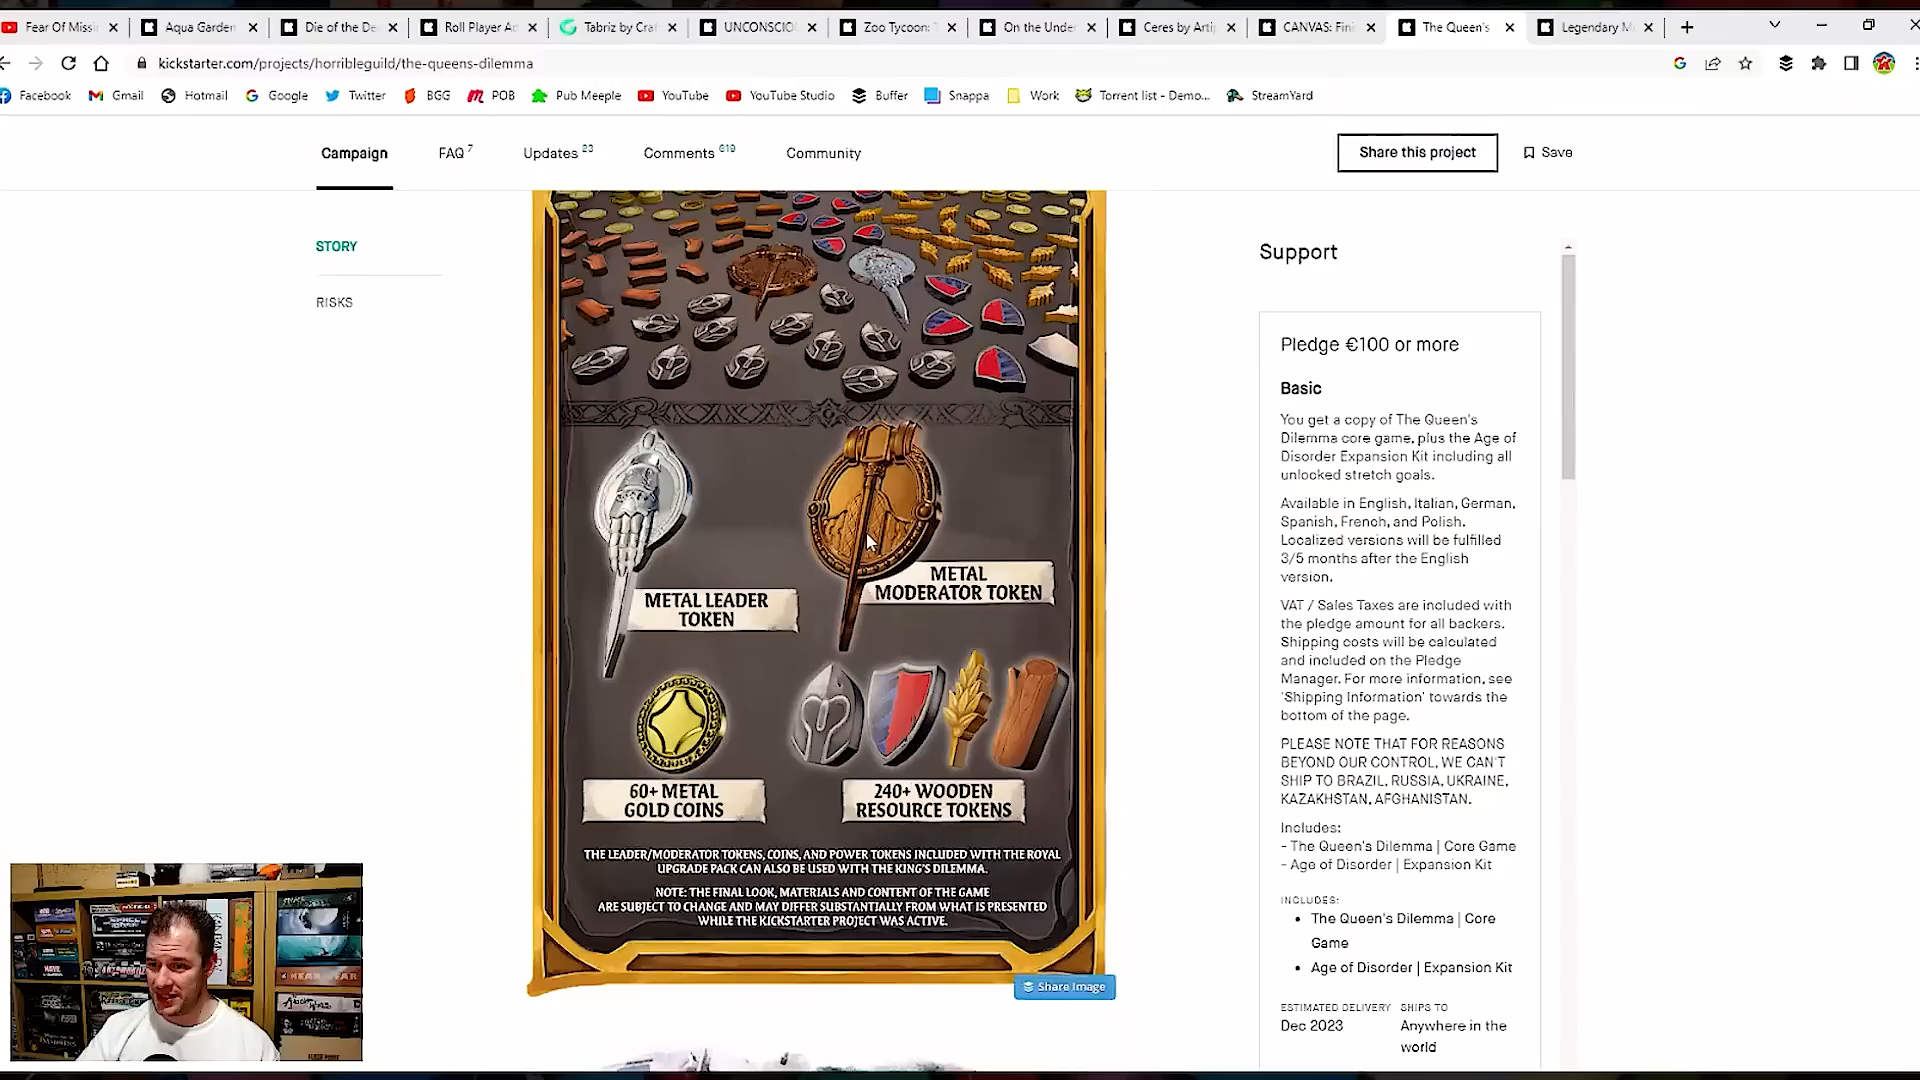 Fear Of Missi
Aqua Garden
Die of the De
Roll Player Ad
Tabriz by Craf
UNCONSCIO
Zoo Tycoon: T
On the Under
Ceres by Arti
CANVAS: Fini
The Queen's
Legendary M
kickstarter.com/projects/horribleguild/the-queens-dilemma
Facebook
Gmail
Hotmail
Google
Twitter
BGG
POB
Pub Meeple
YouTube
YouTube Studio
Buffer
Snappa
Work
Torrent list - Demo...
StreamYard
Campaign
FAQ 7
Updates 23
Comments 619
Community
Share this project
Save
STORY
RISKS
METAL LEADER
TOKEN
METAL
MODERATOR TOKEN
60+ METAL
GOLD COINS
240+ WOODEN
RESOURCE TOKENS
THE LEADER/MODERATOR TOKENS, COINS, AND POWER TOKENS INCLUDED WITH THE ROYAL
UPGRADE PACK CAN ALSO BE USED WITH THE KING'S DILEMMA.
NOTE: THE FINAL LOOK, MATERIALS AND CONTENT OF THE GAME
ARE SUBJECT TO CHANGE AND MAY DIFFER SUBSTANTIALLY FROM WHAT IS PRESENTED
WHILE THE KICKSTARTER PROJECT WAS ACTIVE.
Share Image
Support
Pledge €100 or more
Basic
You get a copy of The Queen's
Dilemma core game, plus the Age of
Disorder Expansion Kit including all
unlocked stretch goals.
Available in English, Italian, German,
Spanish, French, and Polish.
Localized versions will be fulfilled
3/5 months after the English
version.
VAT / Sales Taxes are included with
the pledge amount for all backers.
Shipping costs will be calculated
and included on the Pledge
Manager. For more information, see
'Shipping Information' towards the
bottom of the page.
PLEASE NOTE THAT FOR REASONS
BEYOND OUR CONTROL, WE CAN'T
SHIP TO BRAZIL, RUSSIA, UKRAINE,
KAZAKHSTAN, AFGHANISTAN.
Includes:
- The Queen's Dilemma | Core Game
- Age of Disorder | Expansion Kit
INCLUDES:
• The Queen's Dilemma | Core
Game
• Age of Disorder | Expansion Kit
ESTIMATED DELIVERY
SHIPS TO
Dec 2023
Anywhere in the
world